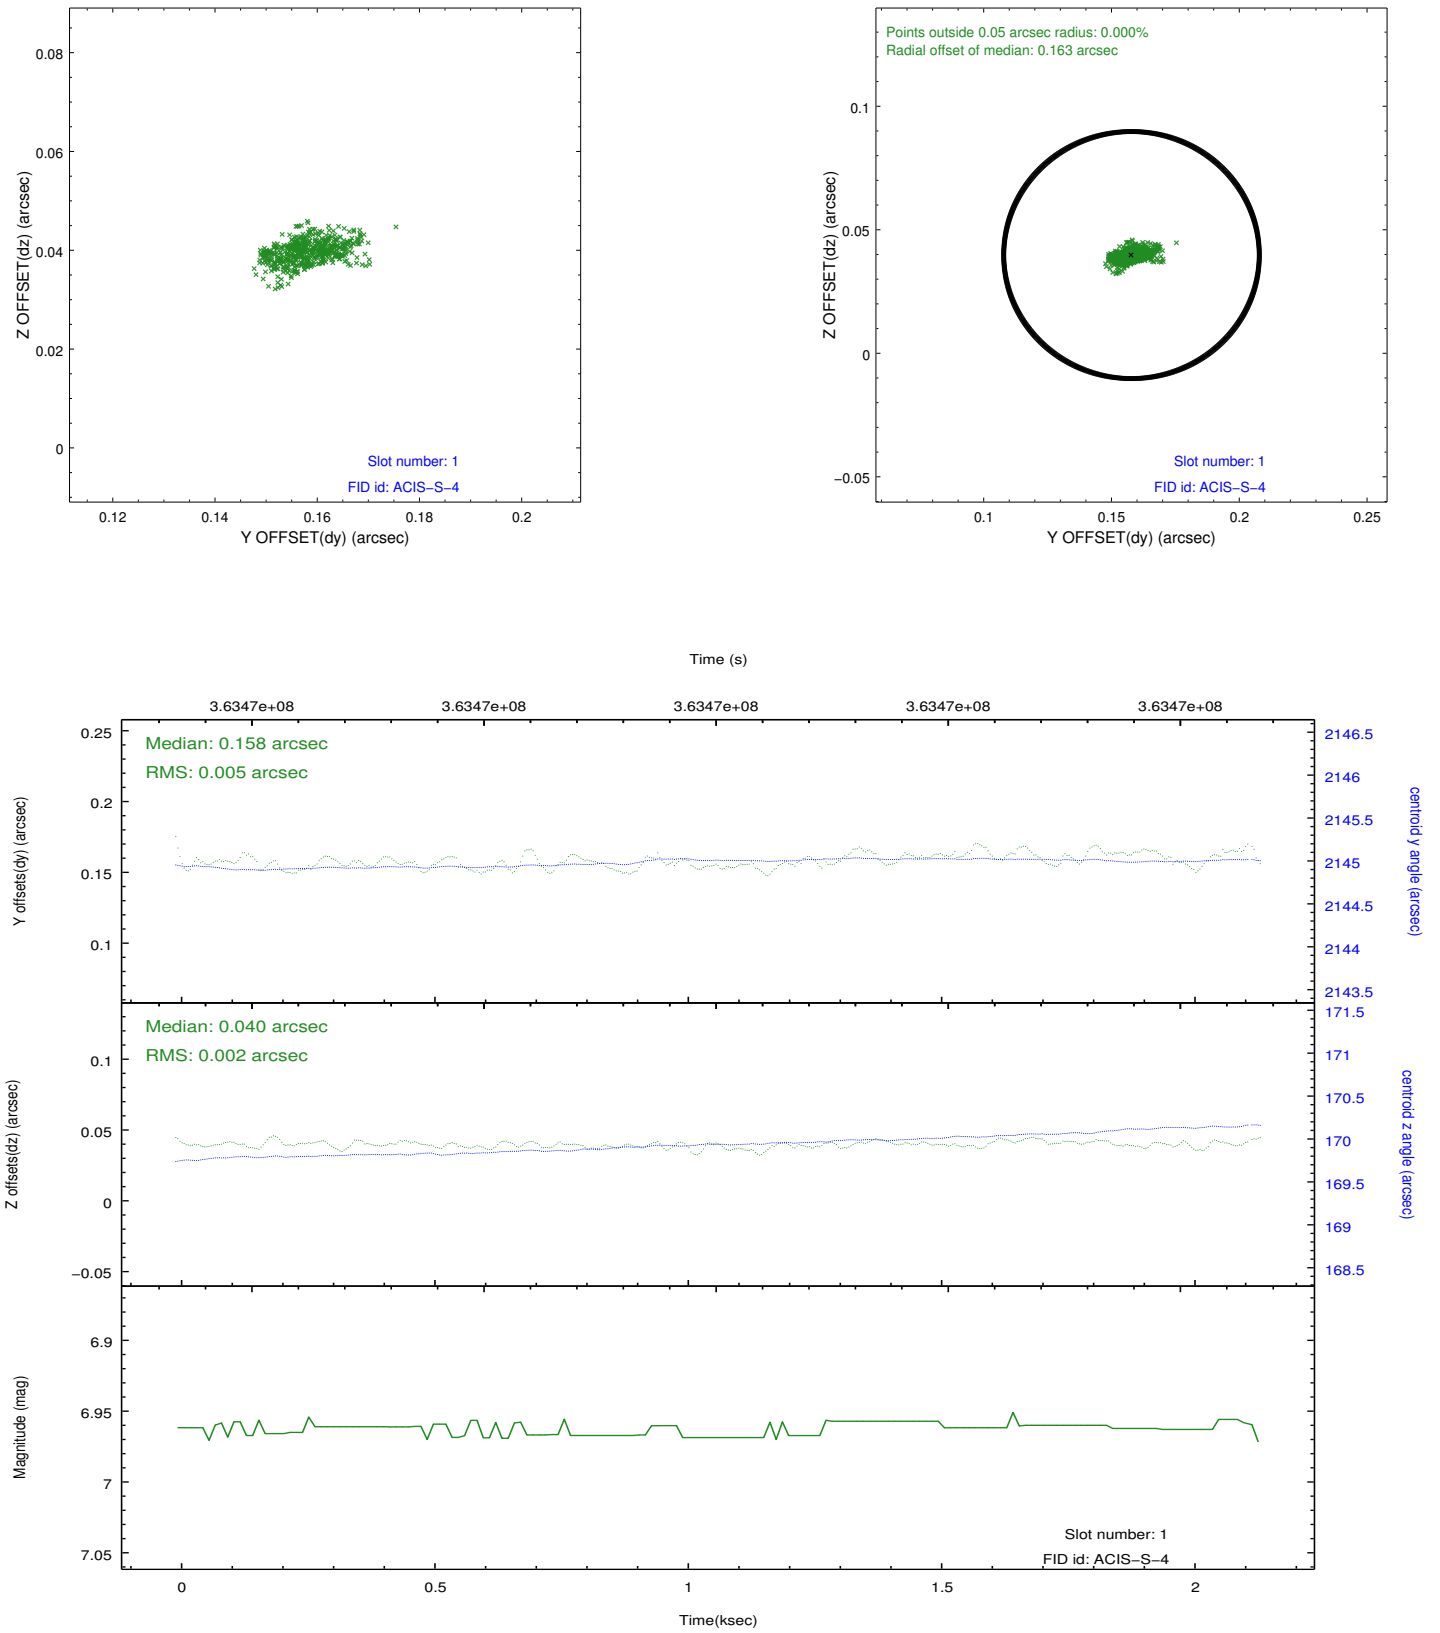 0.08
0.06
0.04
0.02
0
Z OFFSET(dz) (arcsec)
Slot number: 1
FID id: ACIS−S−4
0.12 0.14 0.16 0.18 0.2
Y OFFSET(dy) (arcsec)
Points outside 0.05 arcsec radius: 0.000%
Radial offset of median: 0.163 arcsec
0.1
0.05
0
−0.05
Z OFFSET(dz) (arcsec)
Slot number: 1
FID id: ACIS−S−4
0.1 0.15 0.2 0.25
Y OFFSET(dy) (arcsec)
Time (s)
3.6347e+08 3.6347e+08 3.6347e+08 3.6347e+08 3.6347e+08
Median: 0.158 arcsec
RMS: 0.005 arcsec
0.25
0.2
0.15
0.1
Y offsets(dy) (arcsec)
2146.5
2146
2145.5
2145
2144.5
2144
2143.5
centroid y angle (arcsec)
Median: 0.040 arcsec
RMS: 0.002 arcsec
0.1
0.05
0
−0.05
Z offsets(dz) (arcsec)
171.5
171
170.5
170
169.5
169
168.5
centroid z angle (arcsec)
6.9
6.95
7
7.05
Magnitude (mag)
Slot number: 1
FID id: ACIS−S−4
0 0.5 1 1.5 2
Time(ksec)